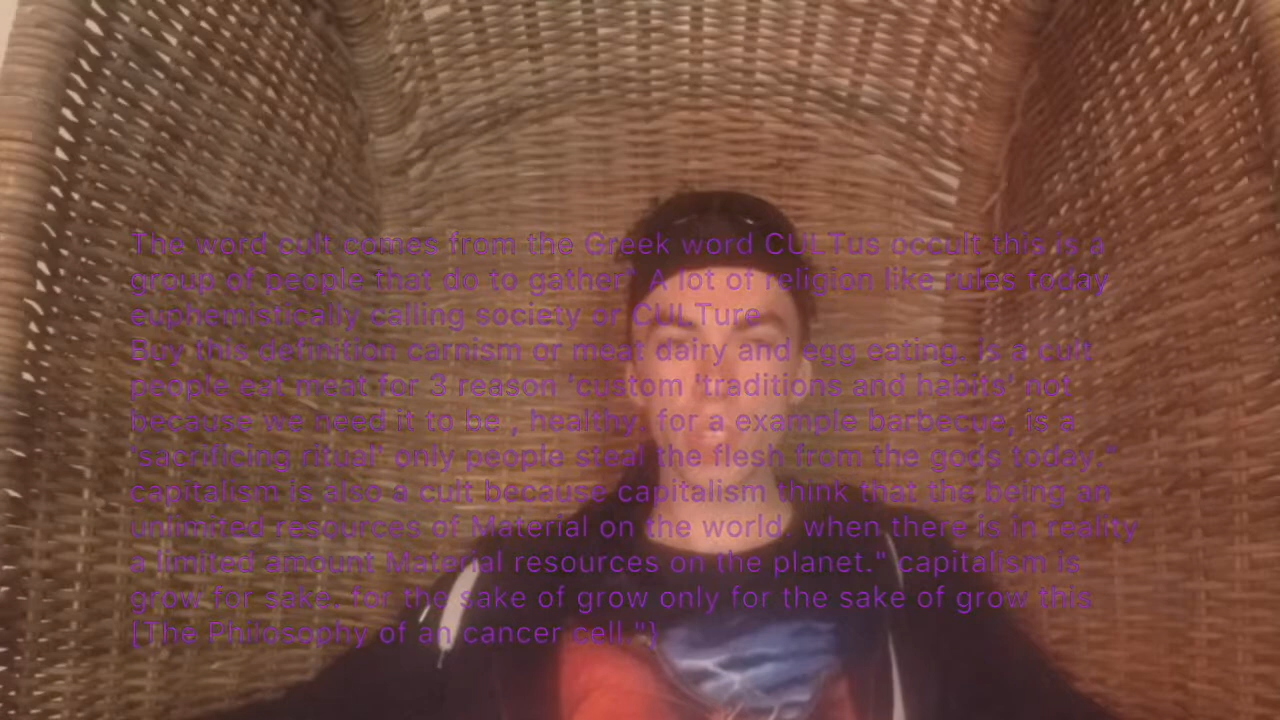 The word cult comes from the Greek word CULTus occult this is a
group of people that do to gather" A lot of religion like rules today
euphemistically calling society or CULTure
Buy this definition carnism or meat dairy and egg eating. is a cult
people eat meat for 3 reason 'custom 'traditions and habits' not
because we need it to be , healthy. for a example barbecue, is a
'sacrificing ritual' only people steal the flesh from the gods today,"
capitalism is also a cult because capitalism think that the being an
unlimited resources of Material on the world. when there is in reality
a limited amount Material resources on the planet." capitalism is
grow for sake. for the sake of grow only for the sake of grow this
[The Philosophy of an cancer cell "}